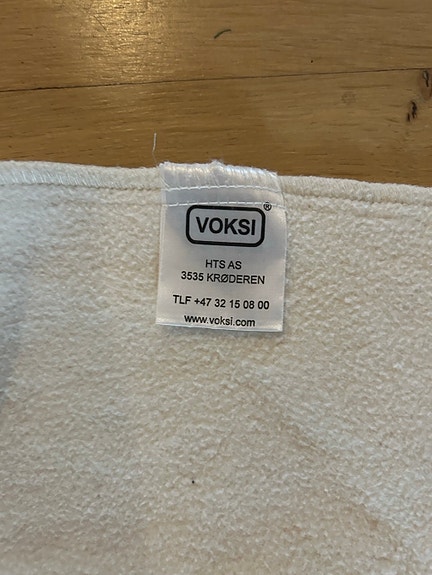 VOKSI ®
HTS AS
3535 KRØDEREN
TLF +47 32 15 08 00
www.voksi.com